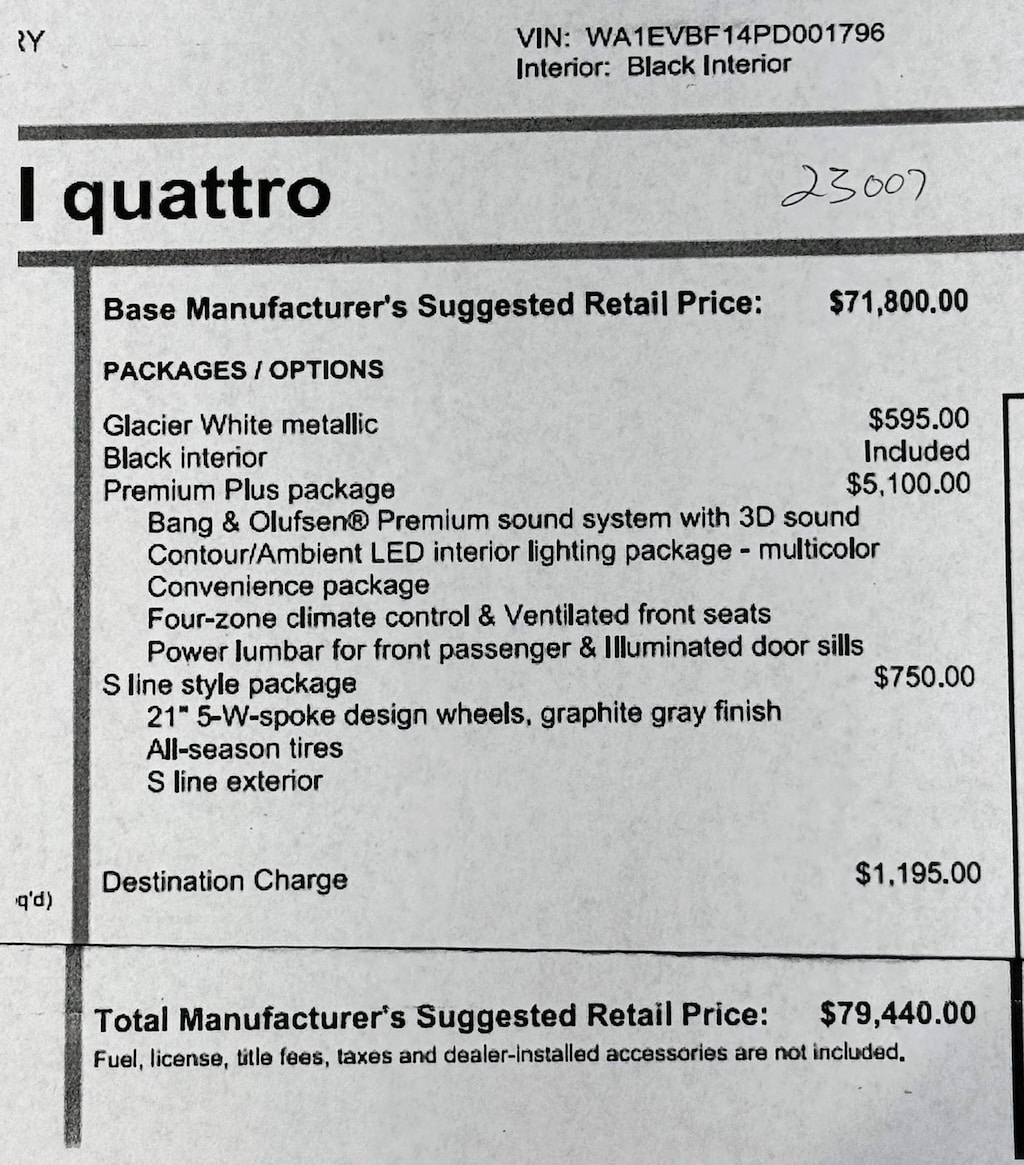 RY
VIN: WA1EVBF14PD001796
Interior: Black Interior
I quattro
23007
Base Manufacturer's Suggested Retail Price: $71,800.00
PACKAGES / OPTIONS
Glacier White metallic $595.00
Black interior Included
Premium Plus package $5,100.00
Bang & Olufsen® Premium sound system with 3D sound
Contour/Ambient LED interior lighting package - multicolor
Convenience package
Four-zone climate control & Ventilated front seats
Power lumbar for front passenger & Illuminated door sills
S line style package $750.00
21" 5-W-spoke design wheels, graphite gray finish
All-season tires
S line exterior
Destination Charge $1,195.00
q'd)
Total Manufacturer's Suggested Retail Price: $79,440.00
Fuel, license, title fees, taxes and dealer-installed accessories are not included.